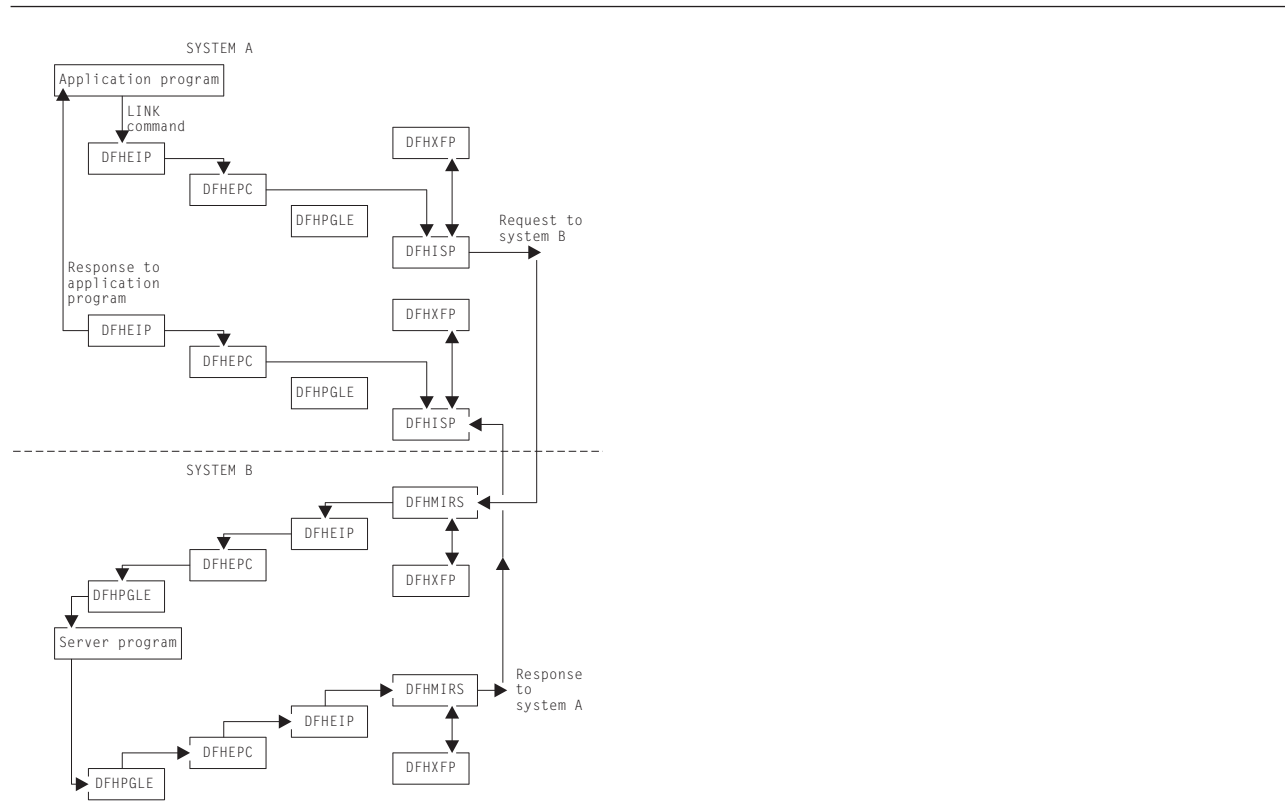 SYSTEM A
Application program
LINK
command
DFHEIP
DFHXFP
DFHEPC
DFHPGLE
Request to
system B
DFHISP
Response to
application
program
DFHEIP
DFHXFP
DFHEPC
DFHPGLE
DFHISP
SYSTEM B
DFHMIRS
DFHEIP
DFHEPC
DFHXFP
DFHPGLE
Server program
DFHMIRS
Response
to
system A
DFHEIP
DFHEPC
DFHXFP
DFHPGLE